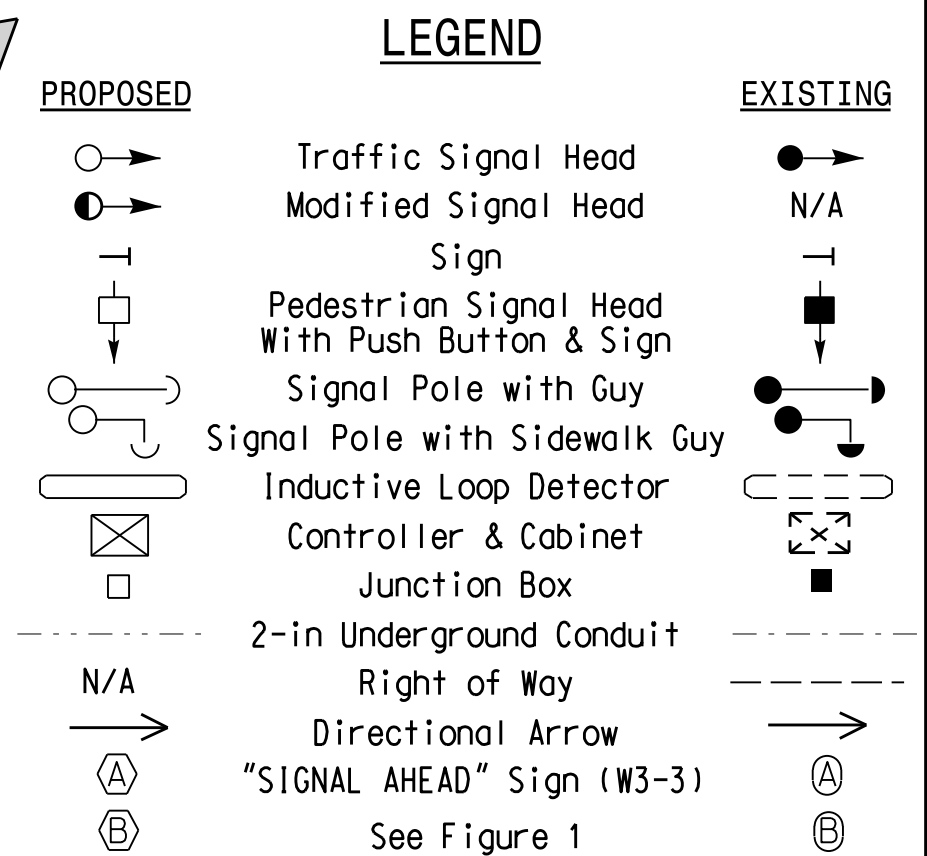 LEGEND
PROPOSED EXISTING
Traffic Signal Head
Modified Signal Head N/A
Sign
Pedestrian Signal Head
With Push Button & Sign
Signal Pole with Guy
Signal Pole with Sidewalk Guy
Inductive Loop Detector
Controller & Cabinet
Junction Box
2-in Underground Conduit
N/A Right of Way
Directional Arrow
A "SIGNAL AHEAD" Sign (W3-3) A
B See Figure 1 B